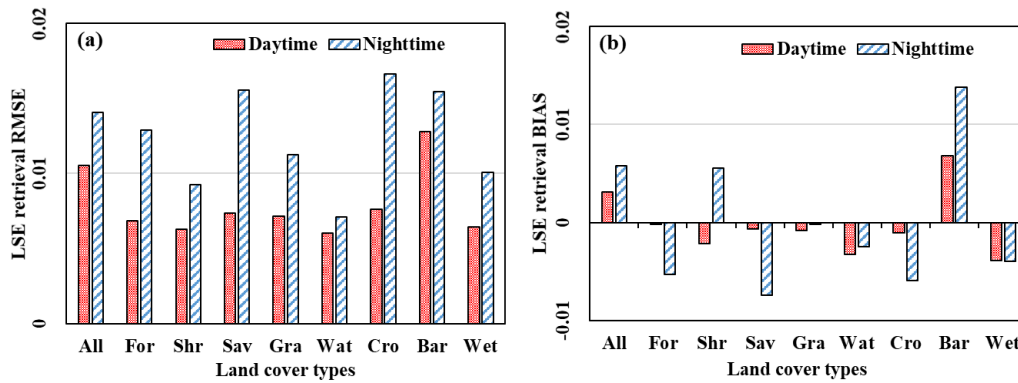 (a)
Daytime Nighttime
LSE retrieval RMSE
0.02
0.01
0
All For Shr Sav Gra Wat Cro Bar Wet
Land cover types
(b)
Daytime Nighttime
LSE retrieval BIAS
0.02
0.01
0
-0.01
All For Shr Sav Gra Wat Cro Bar Wet
Land cover types